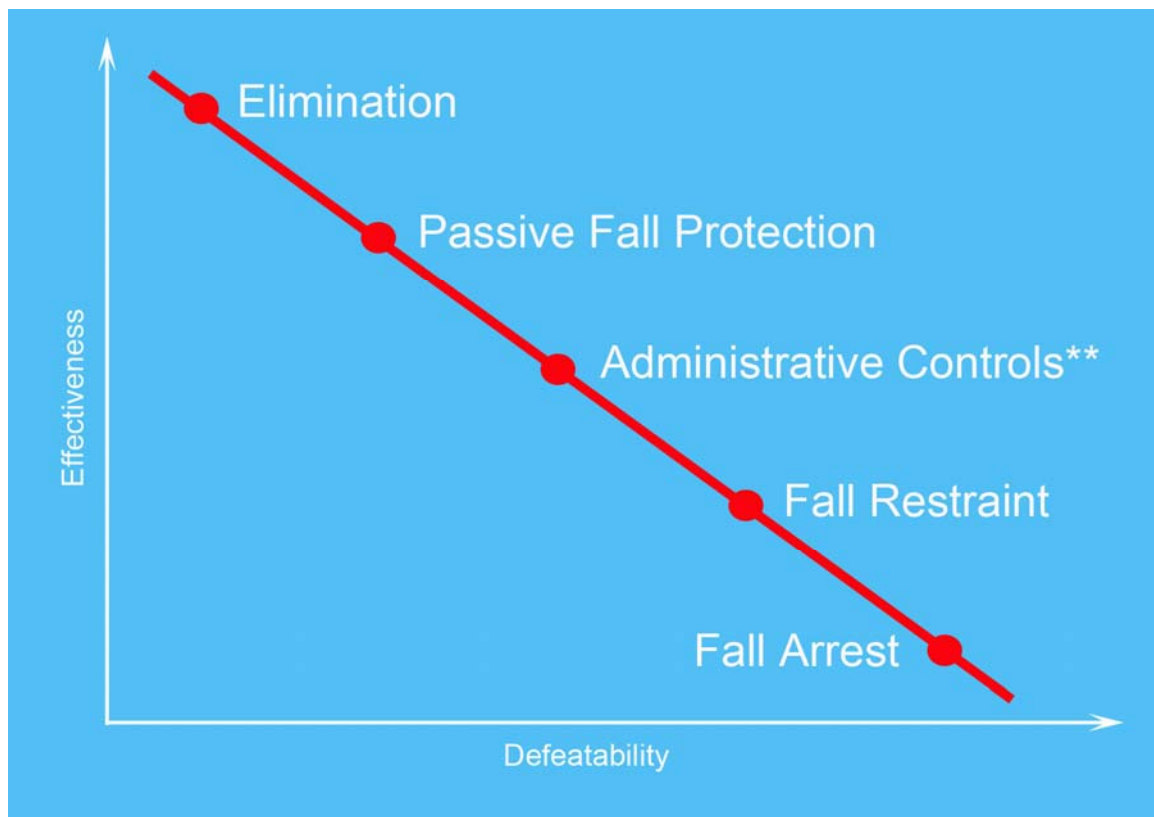 Elimination
Passive Fall Protection
Administrative Controls**
Effectiveness
Fall Restraint
Fall Arrest
Defeatability